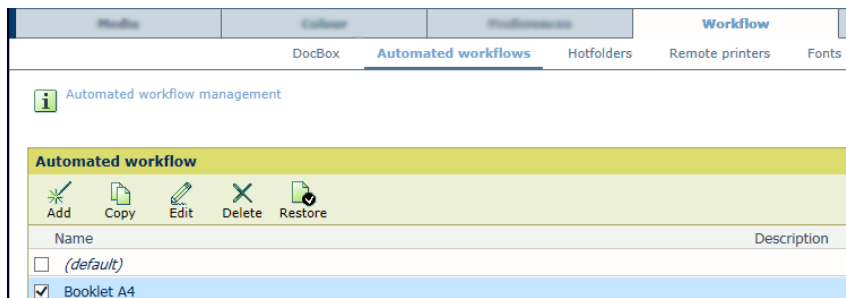 Workflow
DocBox Automated workflows Hotfolders Remote printers Fonts
Automated workflow management
Automated workflow
Add Copy Edit Delete Restore
Name Description
(default)
Booklet A4